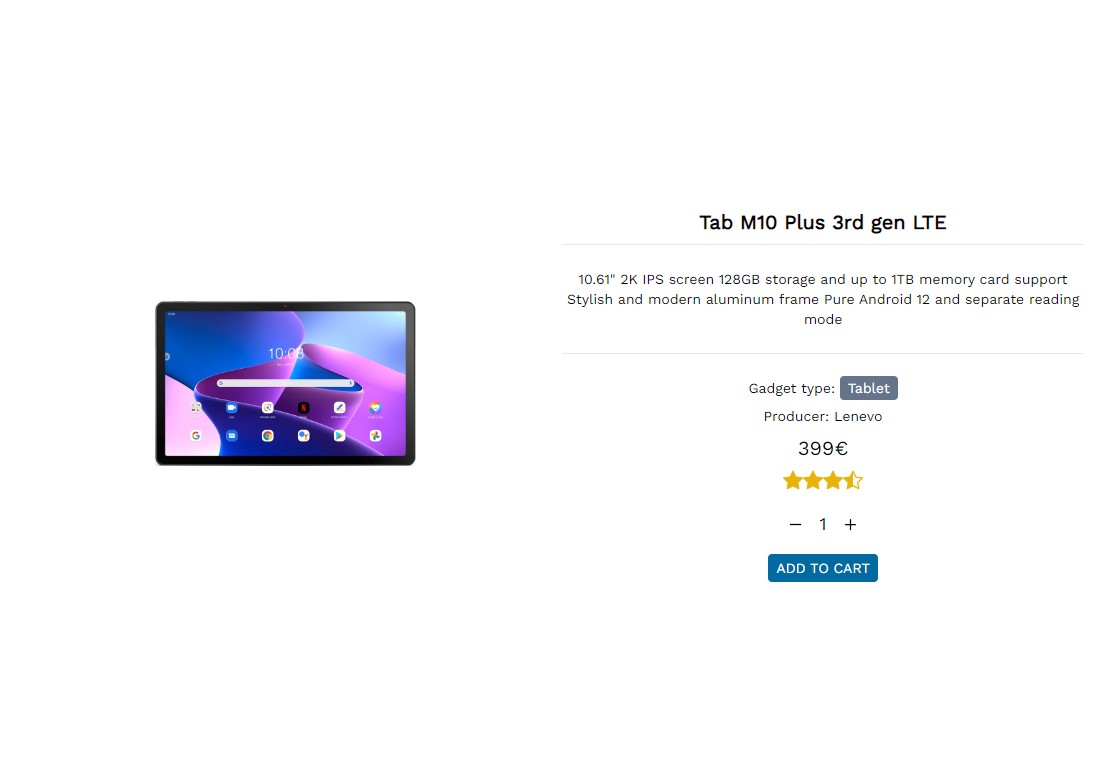 Tab M10 Plus 3rd gen LTE
10.61" 2K IPS screen 128GB storage and up to 1TB memory card support
Stylish and modern aluminum frame Pure Android 12 and separate reading
mode
Gadget type: Tablet
Producer: Lenevo
399€
− 1 +
ADD TO CART
10:08